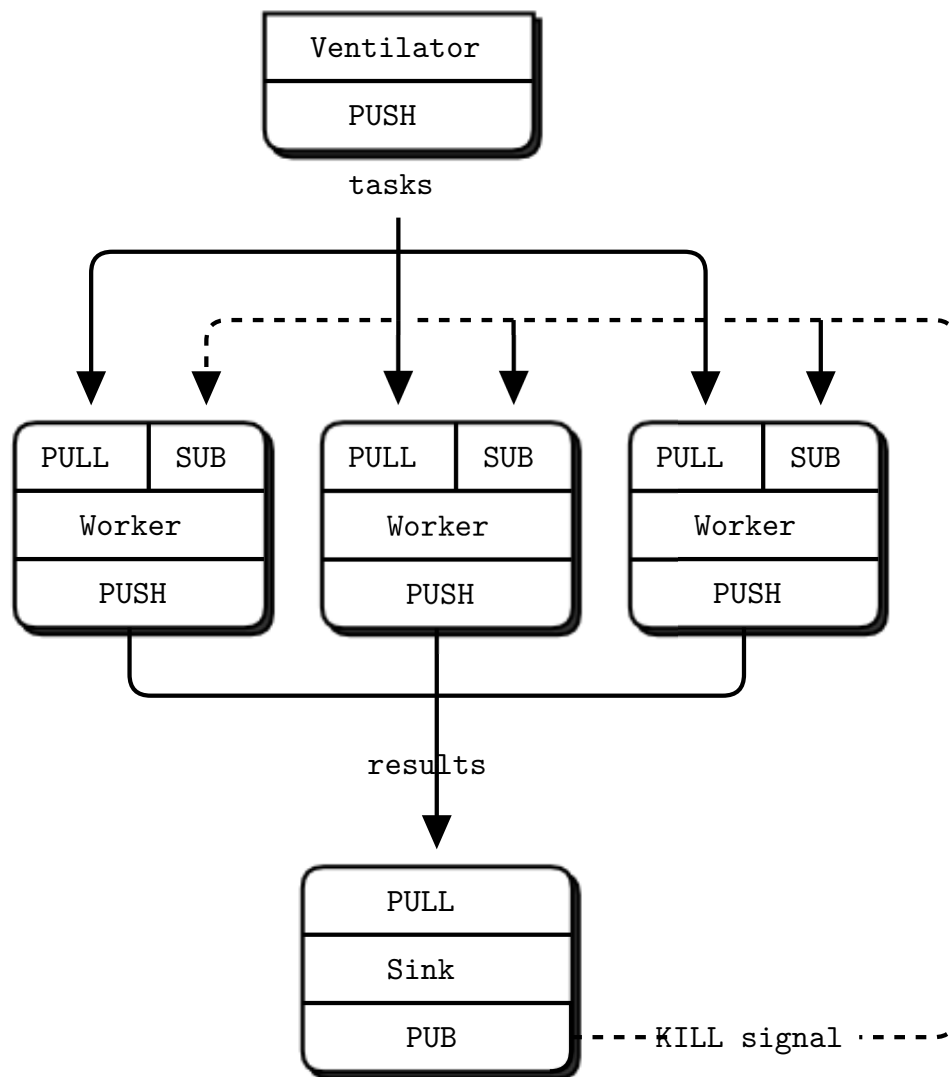 Ventilator
PUSH
tasks
PULL SUB PULL SUB PULL SUB
Worker Worker Worker
PUSH PUSH PUSH
results
PULL
Sink
PUB KILL signal